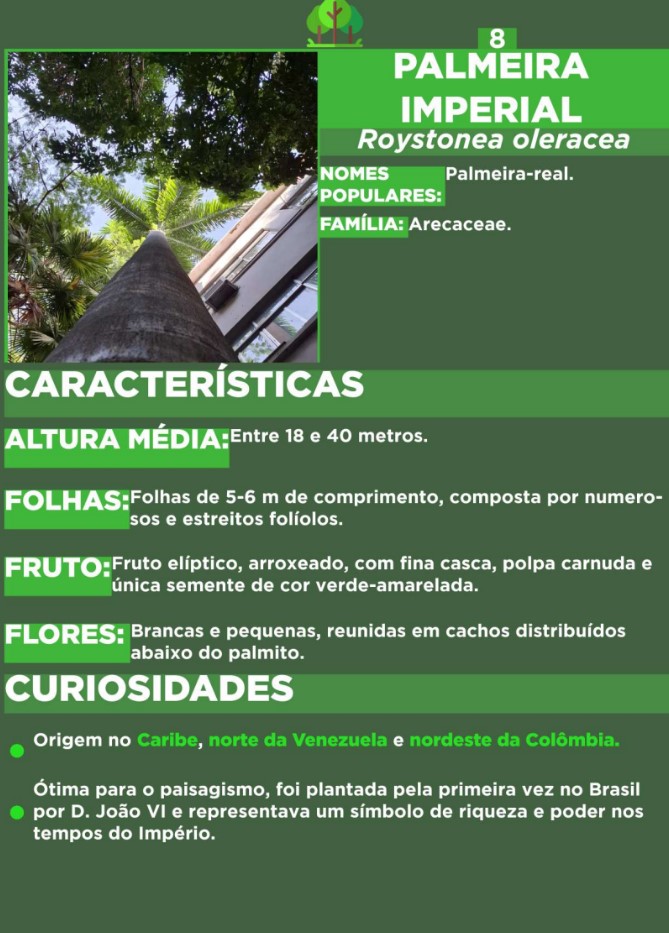 8
PALMEIRA
IMPERIAL
Roystonea oleracea
NOMES
POPULARES:
Palmeira-real.
FAMÍLIA: Arecaceae.
CARACTERÍSTICAS
ALTURA MÉDIA: Entre 18 e 40 metros.
FOLHAS: Folhas de 5-6 m de comprimento, composta por numero-
sos e estreitos folíolos.
FRUTO: Fruto elíptico, arroxeado, com fina casca, polpa carnuda e
única semente de cor verde-amarelada.
FLORES: Brancas e pequenas, reunidas em cachos distribuídos
abaixo do palmito.
CURIOSIDADES
Origem no Caribe, norte da Venezuela e nordeste da Colômbia.
Ótima para o paisagismo, foi plantada pela primeira vez no Brasil
por D. João VI e representava um símbolo de riqueza e poder nos
tempos do Império.